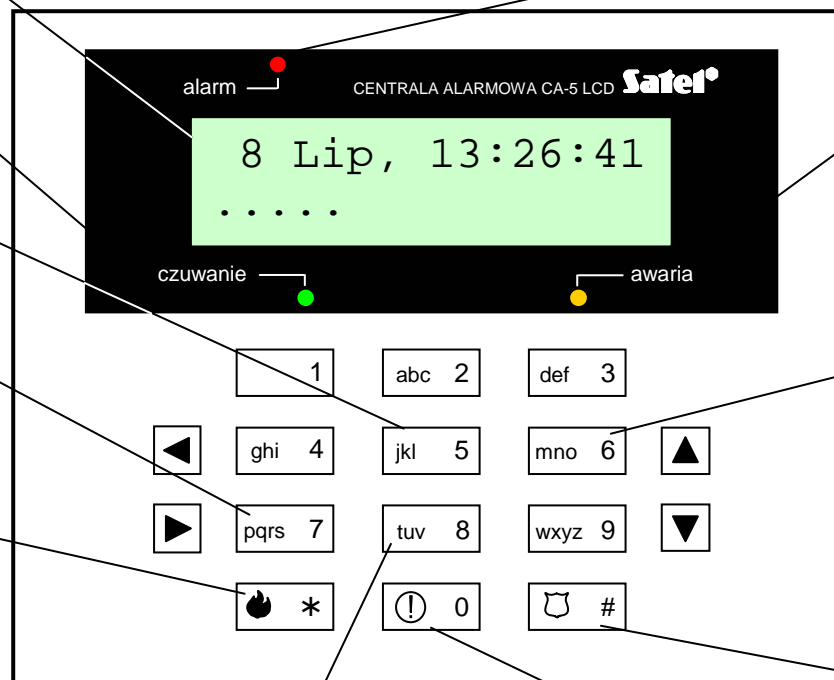 alarm
CENTRALA ALARMOWA CA-5 LCD Satel®
8 Lip, 13:26:41
.....
czuwanie
awaria
1
abc 2
def 3
ghi 4
jkl 5
mno 6
pqrs 7
tuv 8
wxyz 9
*
0
#